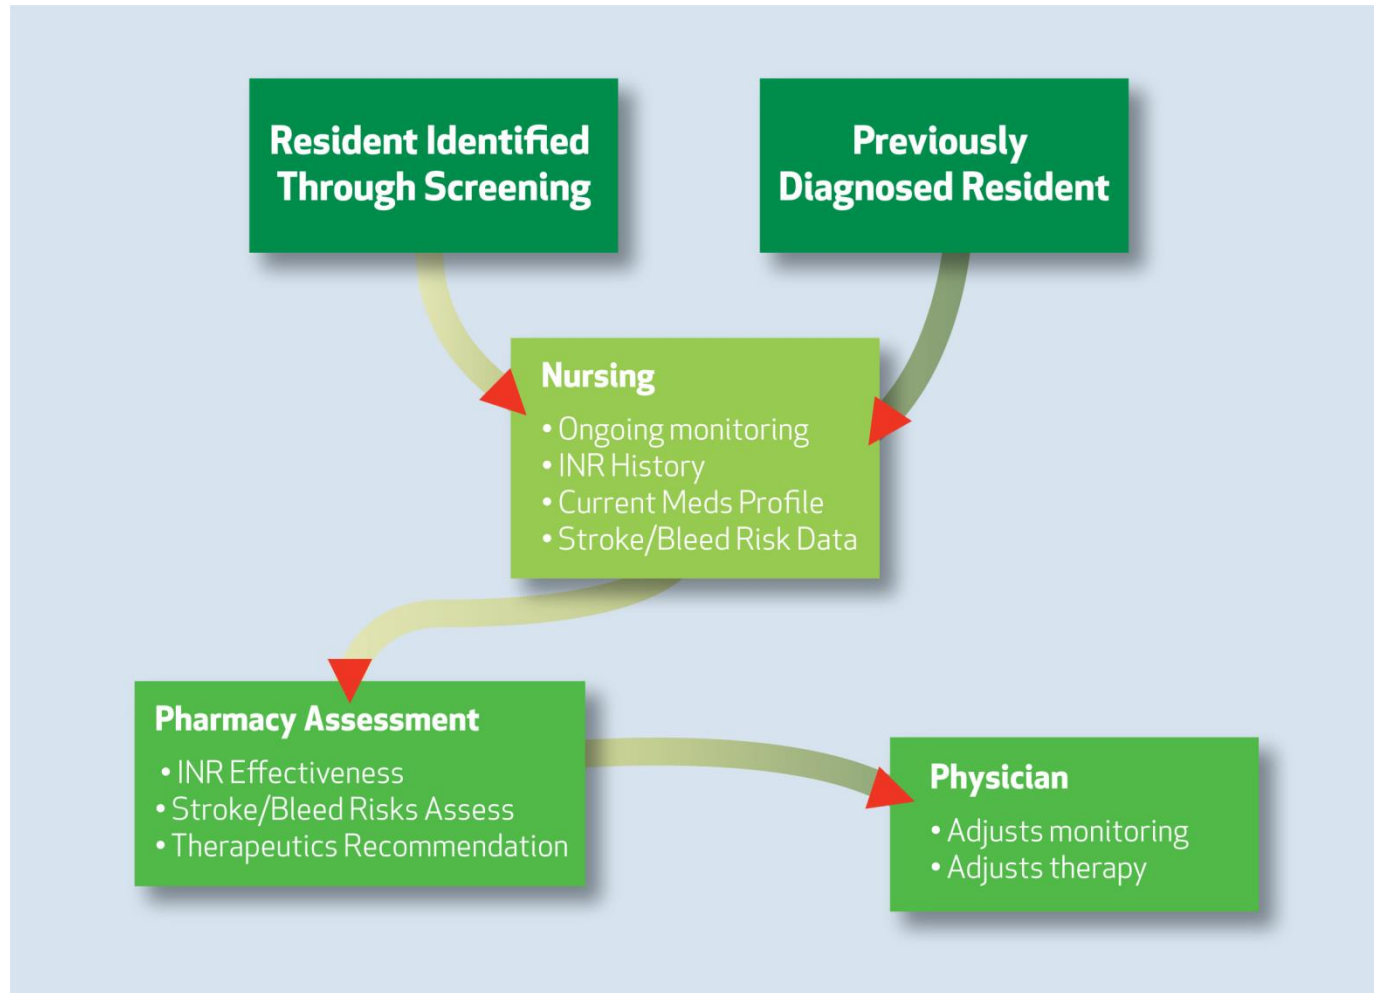 Resident Identified
Through Screening
Previously
Diagnosed Resident
Nursing
• Ongoing monitoring
• INR History
• Current Meds Profile
• Stroke/Bleed Risk Data
Pharmacy Assessment
• INR Effectiveness
• Stroke/Bleed Risks Assess
• Therapeutics Recommendation
Physician
• Adjusts monitoring
• Adjusts therapy